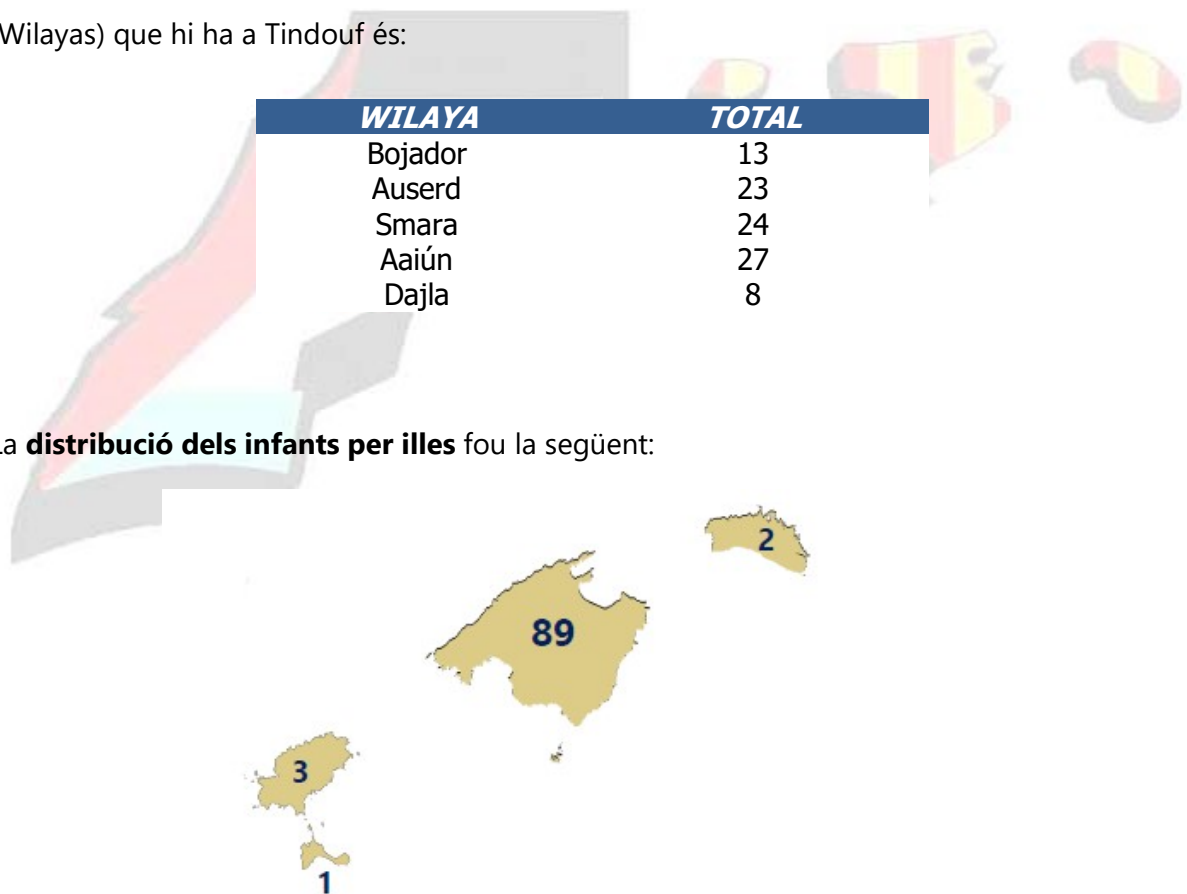 Wilayas) que hi ha a Tindouf és:
WILAYA TOTAL
Bojador 13
Auserd 23
Smara 24
Aaiún 27
Dajla 8
La distribució dels infants per illes fou la següent:
2
89
3
1